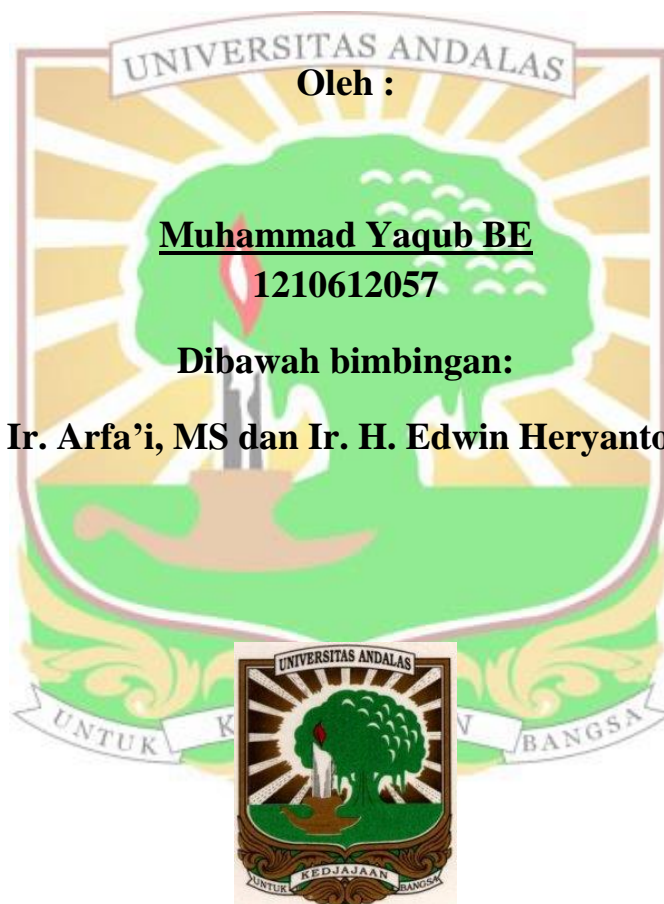 UNIVERSITAS ANDALAS
Oleh :
Muhammad Yaqub BE
1210612057
Dibawah bimbingan:
Ir. Arfa’i, MS dan Ir. H. Edwin Heryanto
UNTUK K N BANGSA
UNIVERSITAS ANDALAS
UNTUK KEDJAJAAN BANGSA